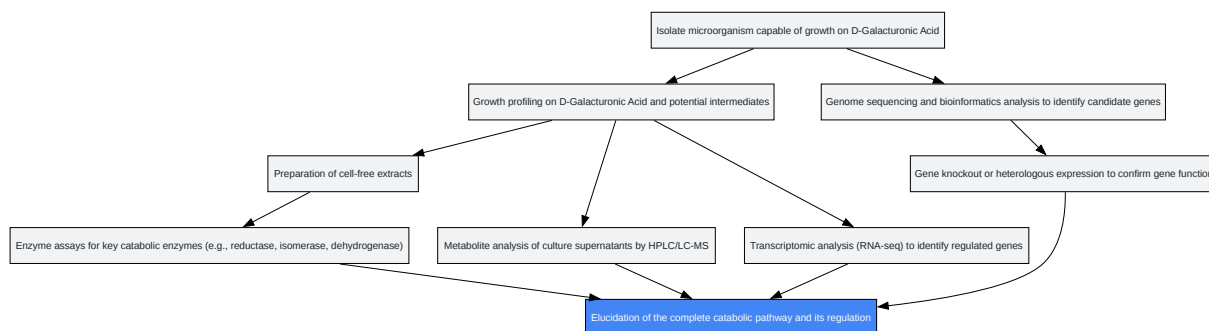 Isolate microorganism capable of growth on D-Galacturonic Acid
Growth profiling on D-Galacturonic Acid and potential intermediates
Genome sequencing and bioinformatics analysis to identify candidate genes
Preparation of cell-free extracts
Gene knockout or heterologous expression to confirm gene function
Enzyme assays for key catabolic enzymes (e.g., reductase, isomerase, dehydrogenase)
Metabolite analysis of culture supernatants by HPLC/LC-MS
Transcriptomic analysis (RNA-seq) to identify regulated genes
Elucidation of the complete catabolic pathway and its regulation